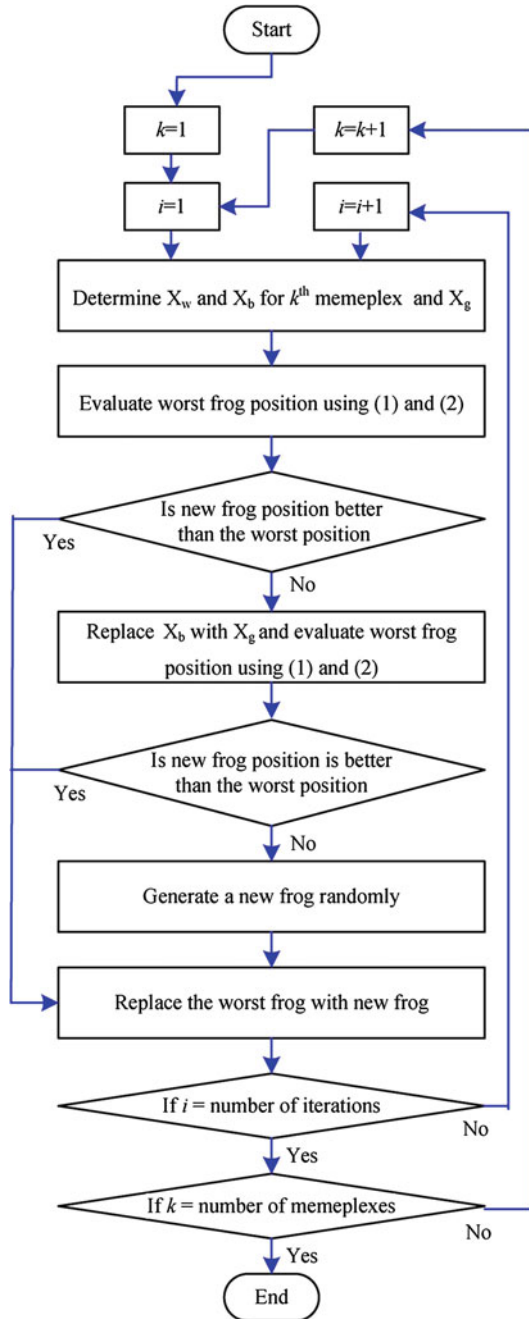 Start
k=1
k=k+1
i=1
i=i+1
Determine Xw and Xb for kth memeplex and Xg
Evaluate worst frog position using (1) and (2)
Is new frog position better
than the worst position
Yes
No
Replace Xb with Xg and evaluate worst frog
position using (1) and (2)
Is new frog position is better
than the worst position
Yes
No
Generate a new frog randomly
Replace the worst frog with new frog
If i = number of iterations
No
Yes
If k = number of memeplexes
No
Yes
End